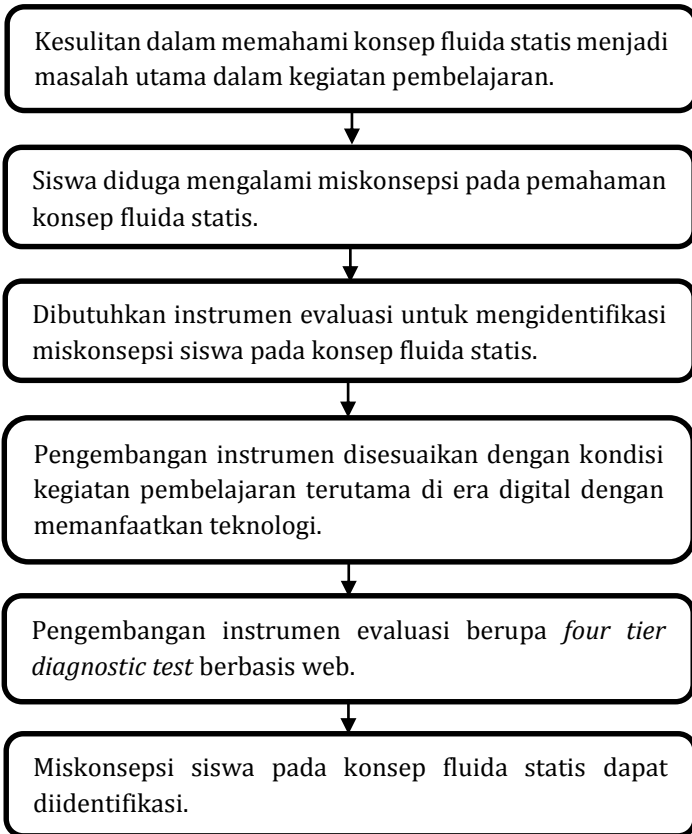 Kesulitan dalam memahami konsep fluida statis menjadi
masalah utama dalam kegiatan pembelajaran.
Siswa diduga mengalami miskonsepsi pada pemahaman
konsep fluida statis.
Dibutuhkan instrumen evaluasi untuk mengidentifikasi
miskonsepsi siswa pada konsep fluida statis.
Pengembangan instrumen disesuaikan dengan kondisi
kegiatan pembelajaran terutama di era digital dengan
memanfaatkan teknologi.
Pengembangan instrumen evaluasi berupa four tier
diagnostic test berbasis web.
Miskonsepsi siswa pada konsep fluida statis dapat
diidentifikasi.